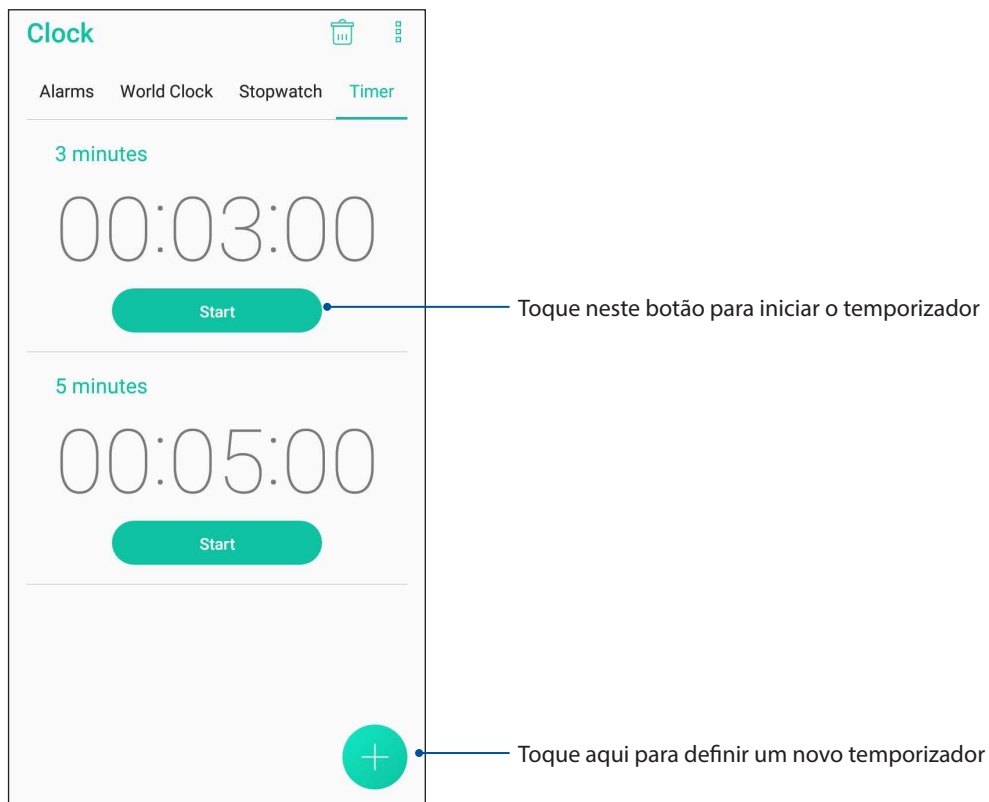 Clock
Alarms World Clock Stopwatch Timer
3 minutes
00:03:00
Start
Toque neste botão para iniciar o temporizador
5 minutes
00:05:00
Start
Toque aqui para definir um novo temporizador